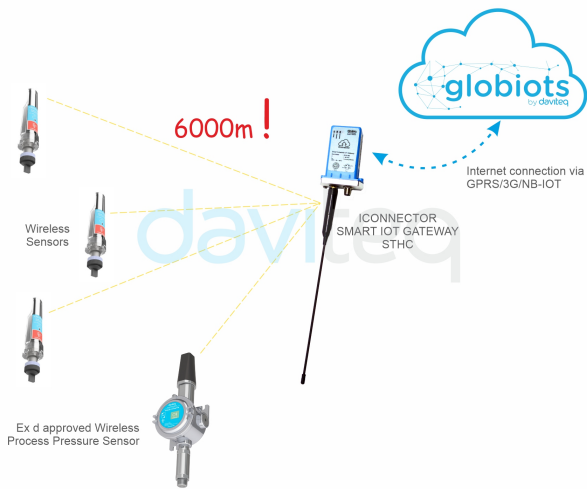 globiots
by daviteq
6000m !
Internet connection via
GPRS/3G/NB-IOT
ICONNECTOR
SMART IOT GATEWAY
STHC
Wireless
Sensors
daviteq
Ex d approved Wireless
Process Pressure Sensor